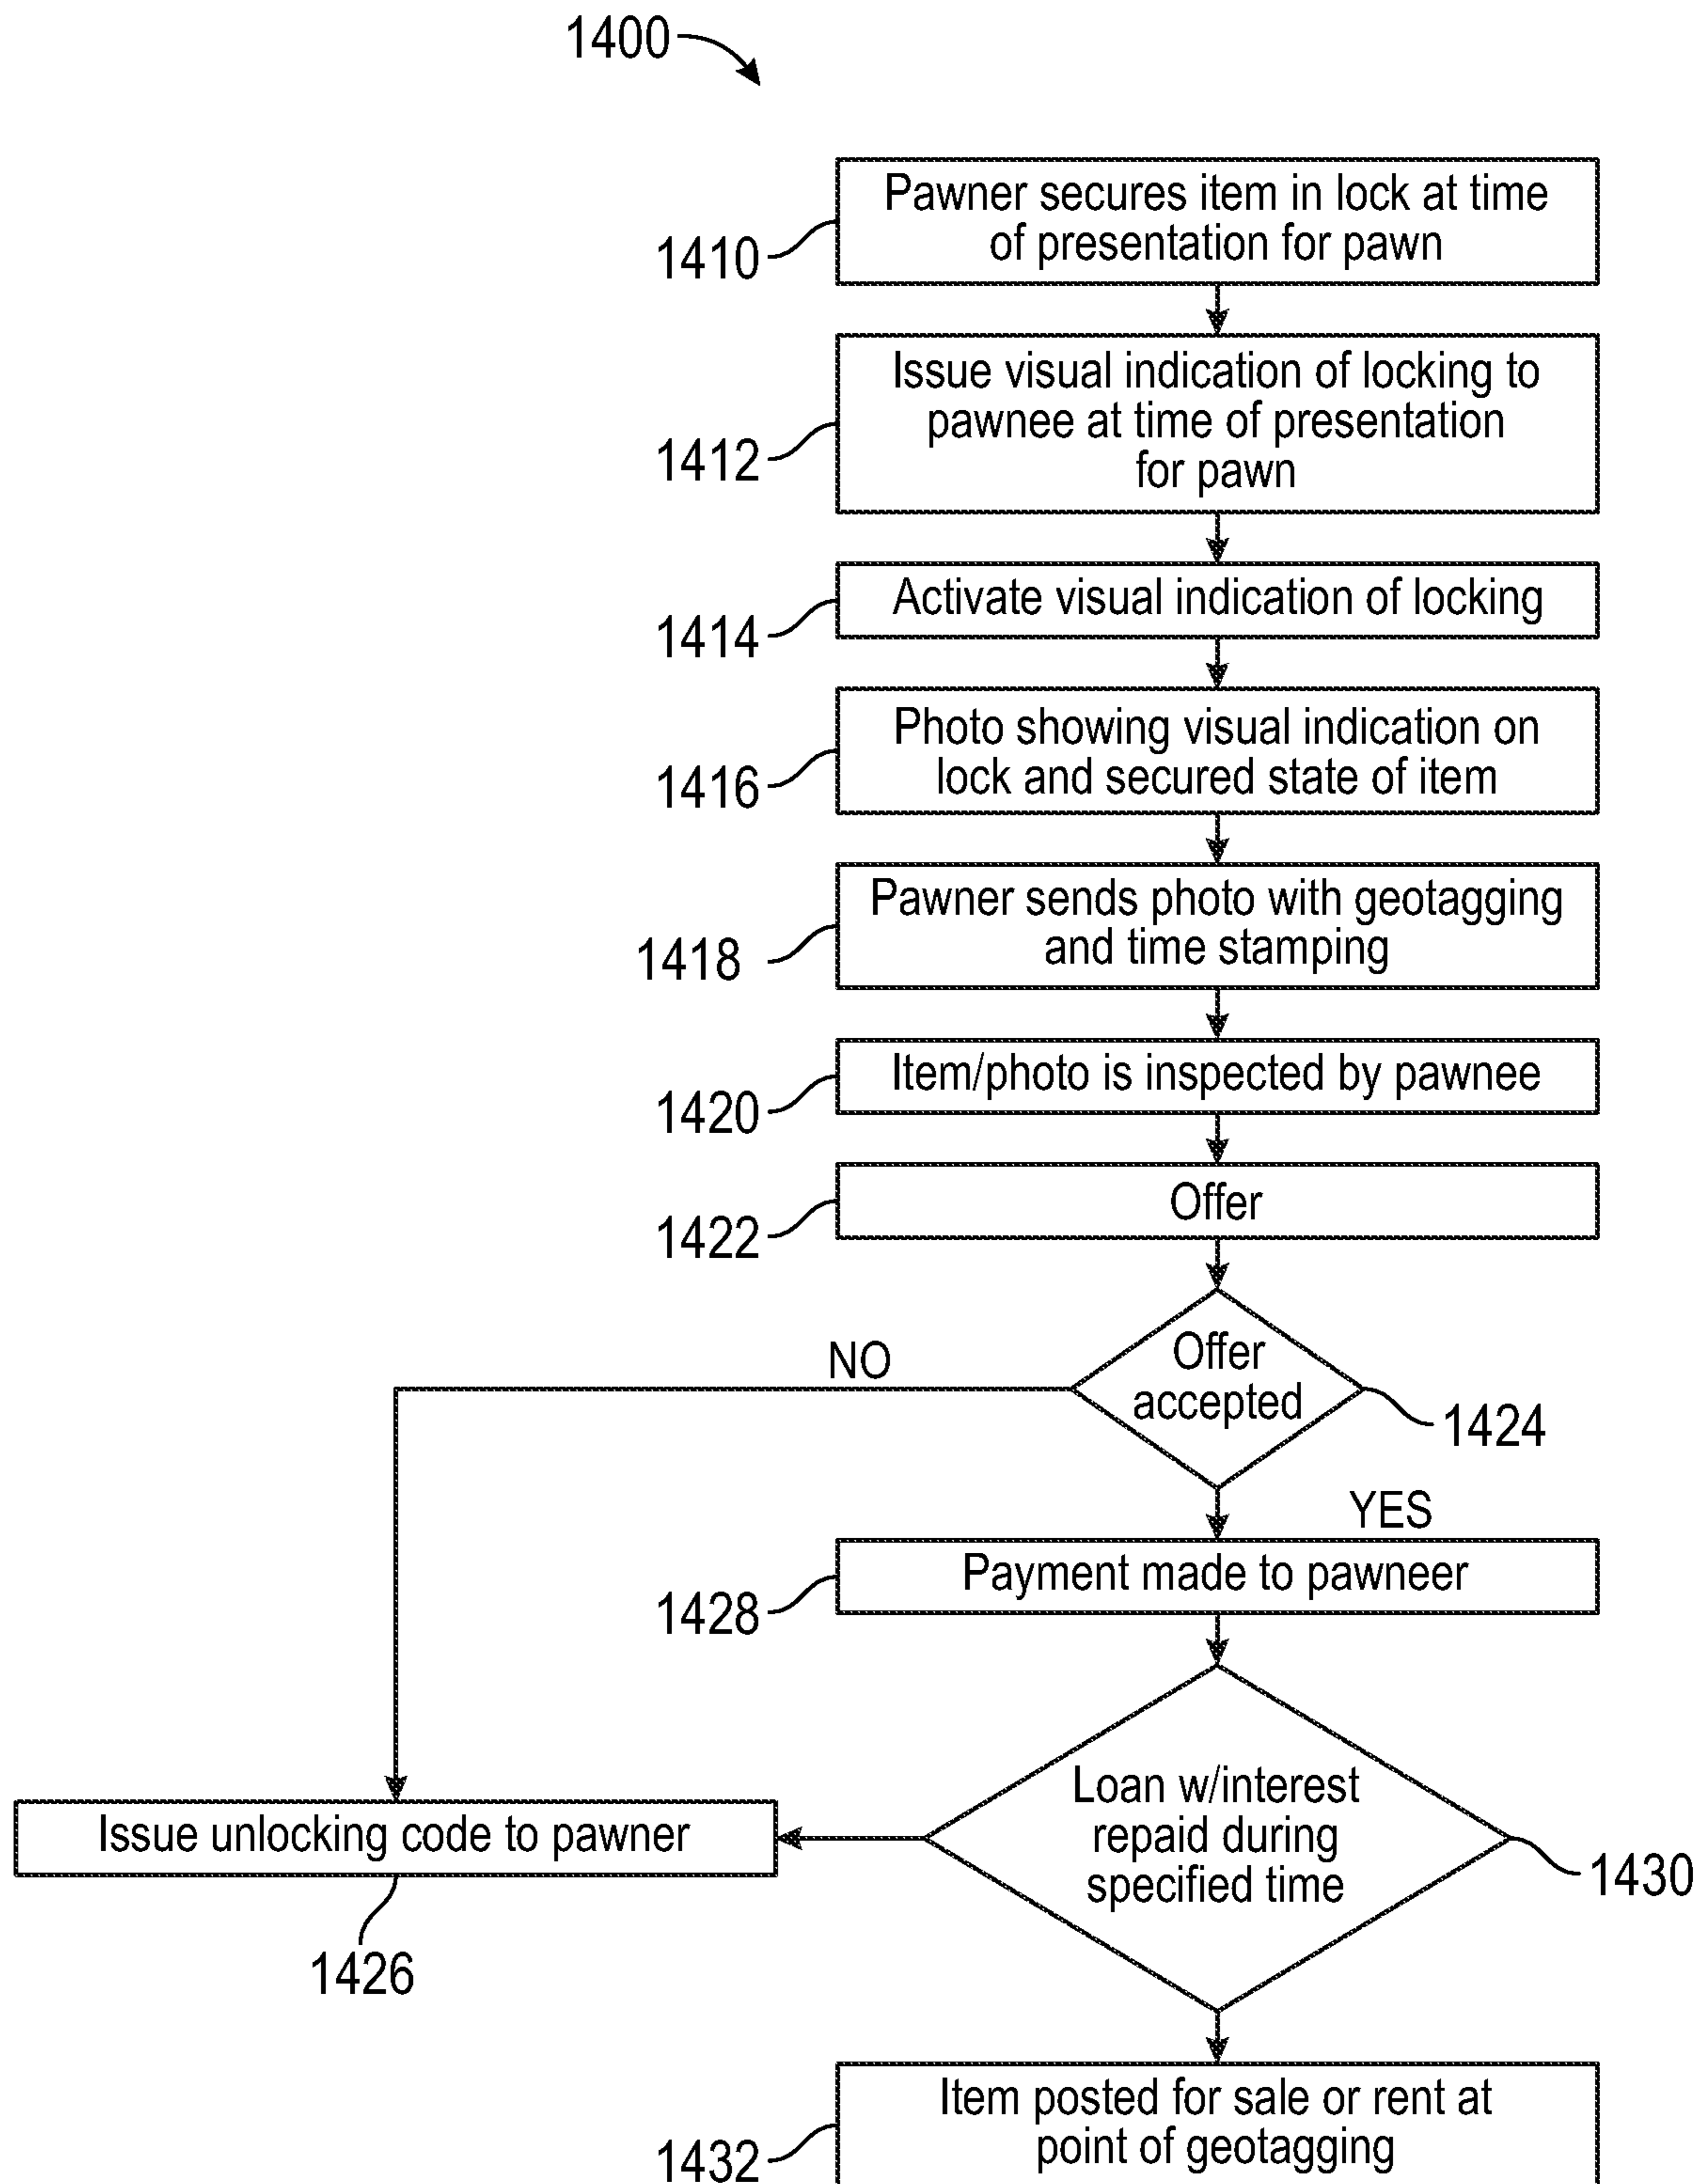 1400
Pawner secures item in lock at time
of presentation for pawn
1410
Issue visual indication of locking to
pawnee at time of presentation
for pawn
1412
Activate visual indication of locking
1414
Photo showing visual indication on
lock and secured state of item
1416
Pawner sends photo with geotagging
and time stamping
1418
Item/photo is inspected by pawnee
1420
Offer
1422
NO
Offer
accepted
1424
YES
Payment made to pawneer
1428
Loan w/interest
repaid during
specified time
1430
Issue unlocking code to pawner
1426
Item posted for sale or rent at
point of geotagging
1432